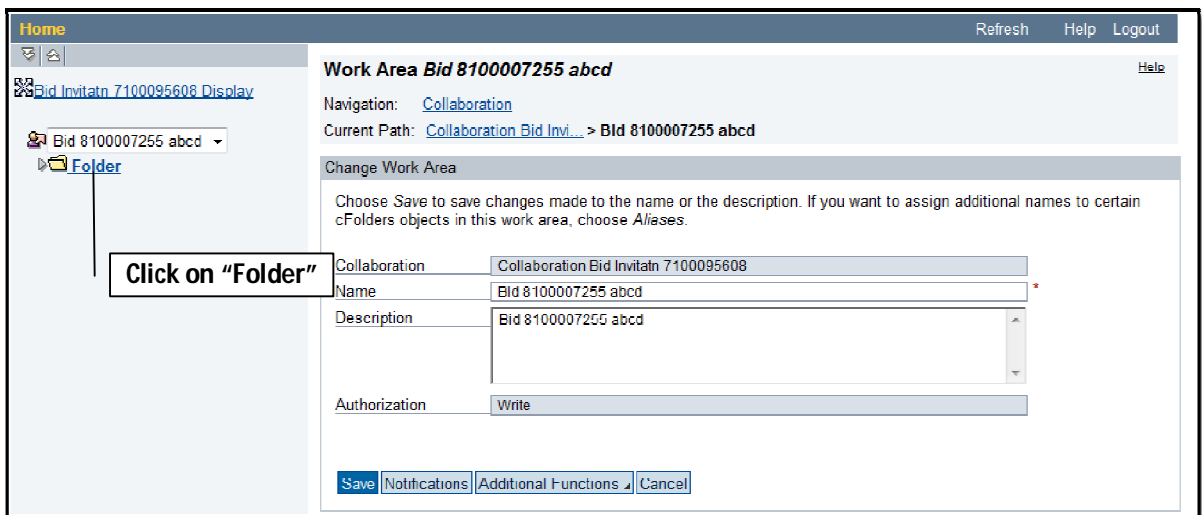 Home
Refresh Help Logout
Bid Invitatn 7100095608 Display
Bid 8100007255 abcd
Folder
Click on “Folder”
Work Area Bid 8100007255 abcd
Help
Navigation: Collaboration
Current Path: Collaboration Bid Invi... > Bid 8100007255 abcd
Change Work Area
Choose Save to save changes made to the name or the description. If you want to assign additional names to certain
cFolders objects in this work area, choose Aliases.
Collaboration Collaboration Bid Invitatn 7100095608
Name Bid 8100007255 abcd *
Description Bid 8100007255 abcd
Authorization Write
Save Notifications Additional Functions Cancel